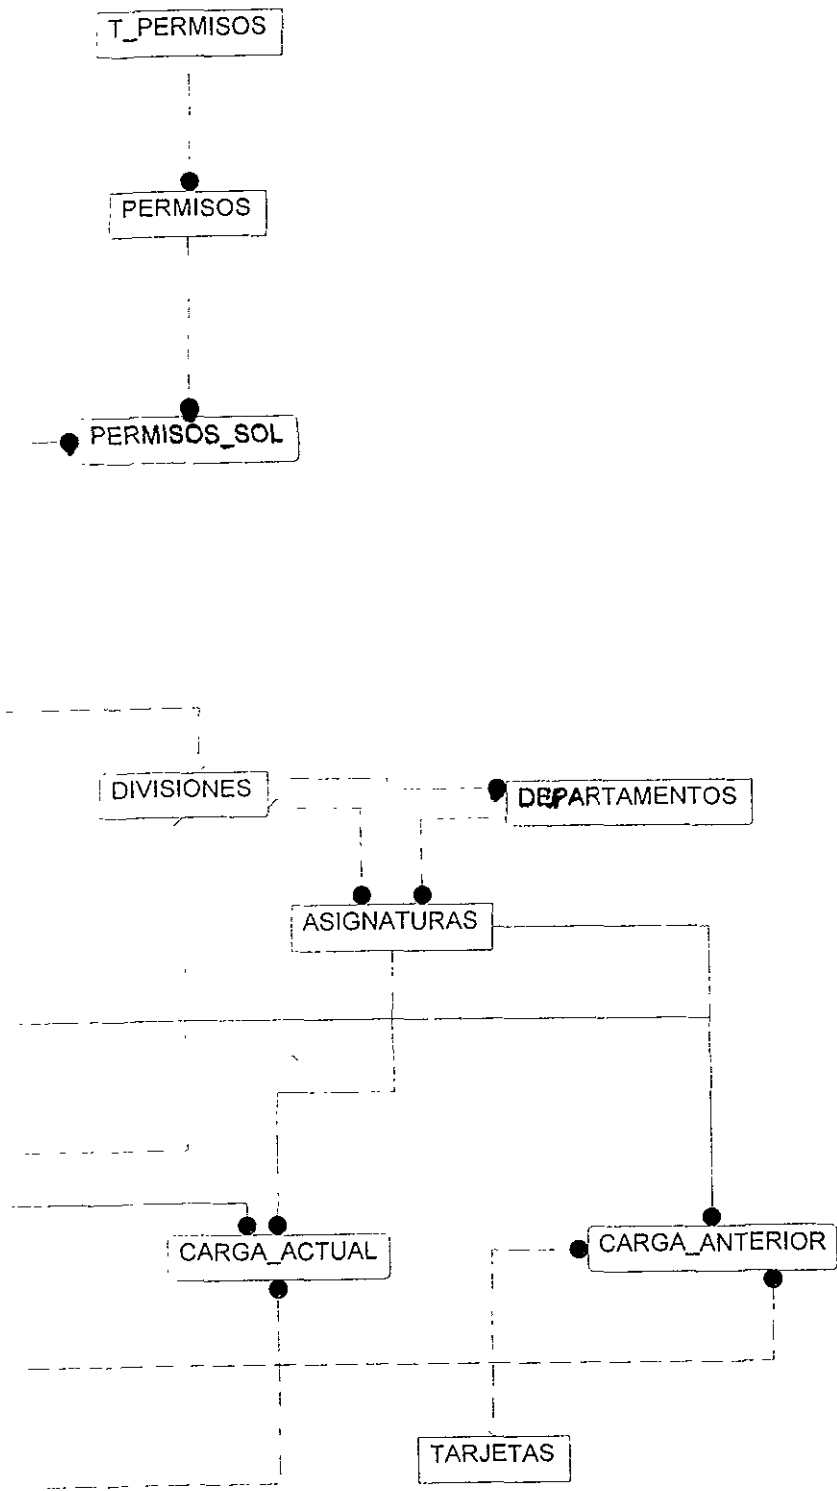 T_PERMISOS
PERMISOS
PERMISOS_SOL
DIVISIONES
DEPARTAMENTOS
ASIGNATURAS
CARGA_ACTUAL
CARGA_ANTERIOR
TARJETAS